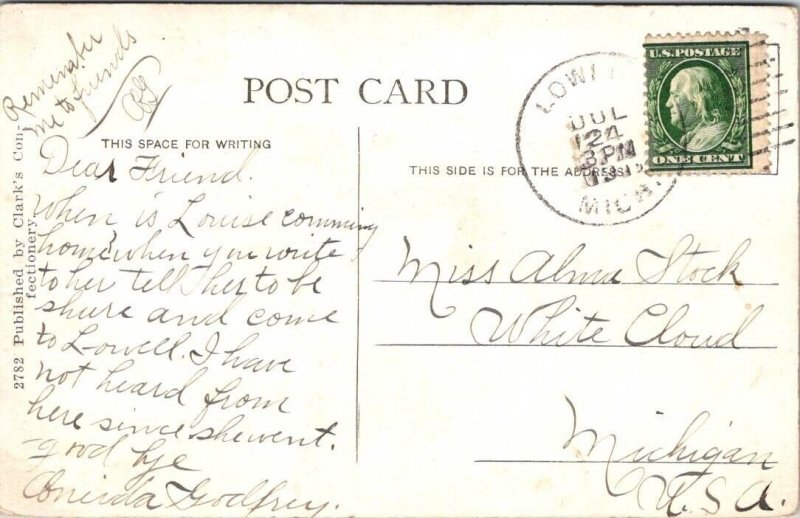 Remember
me to friends
OG
POST CARD
THIS SPACE FOR WRITING
THIS SIDE IS FOR THE ADDRESS
2782 Published by Clark's Con-
fectionery.
Dear Friend.
When is Louise comming
home when you write
to her tell her to be
shure and come
to Lowell. I have
not heard from
here since she went.
good bye
Oneida Godfrey.
U.S. POSTAGE
ONE CENT
JUL
24
PM
MICH.
Miss Alma Stock
White Cloud
Michigan
U.S.A.